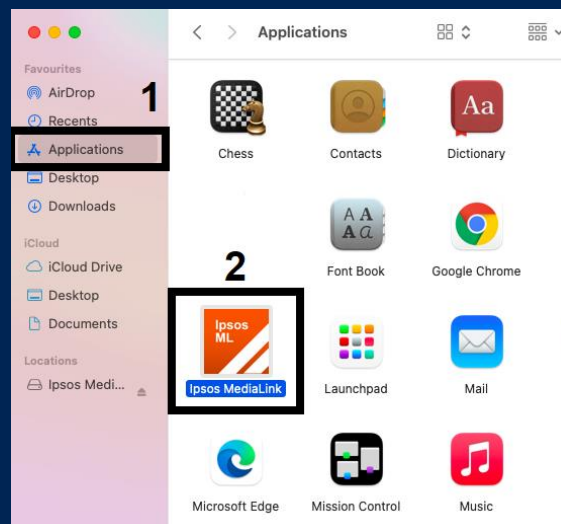 Applications
Favourites
AirDrop
1
Recents
Applications
Desktop
Downloads
iCloud
iCloud Drive
Desktop
Documents
Locations
Ipsos Medi...
Aa
Chess
Contacts
Dictionary
A A
A a
2
Font Book
Google Chrome
Ipsos
ML
Ipsos MediaLink
Launchpad
Mail
Microsoft Edge
Mission Control
Music